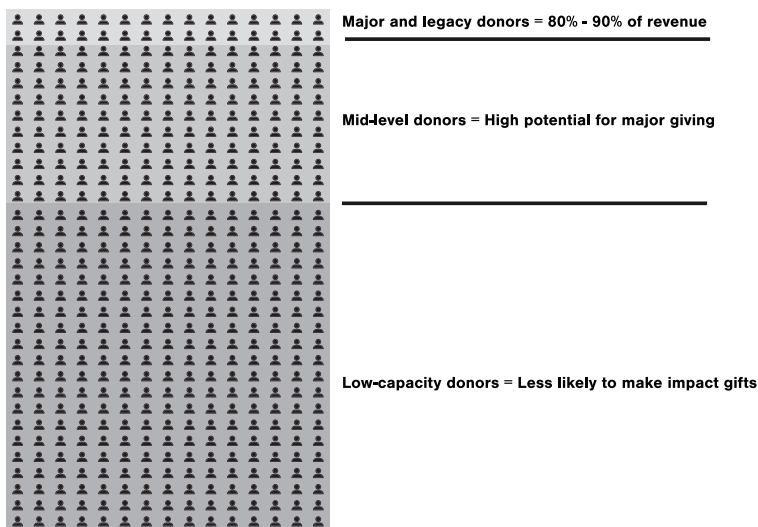 Major and legacy donors = 80% - 90% of revenue
Mid-level donors = High potential for major giving
Low-capacity donors = Less likely to make impact gifts